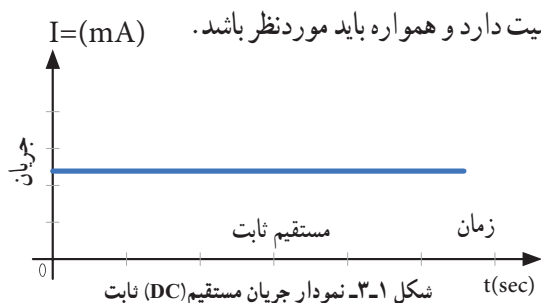 یت دارد و همواره باید موردنظر باشد.
I=(mA)
جریان
مستقیم ثابت
زمان
0
t(sec)
شکل ۱ـ۳ـ نمودار جریان مستقیم(DC) ثابت